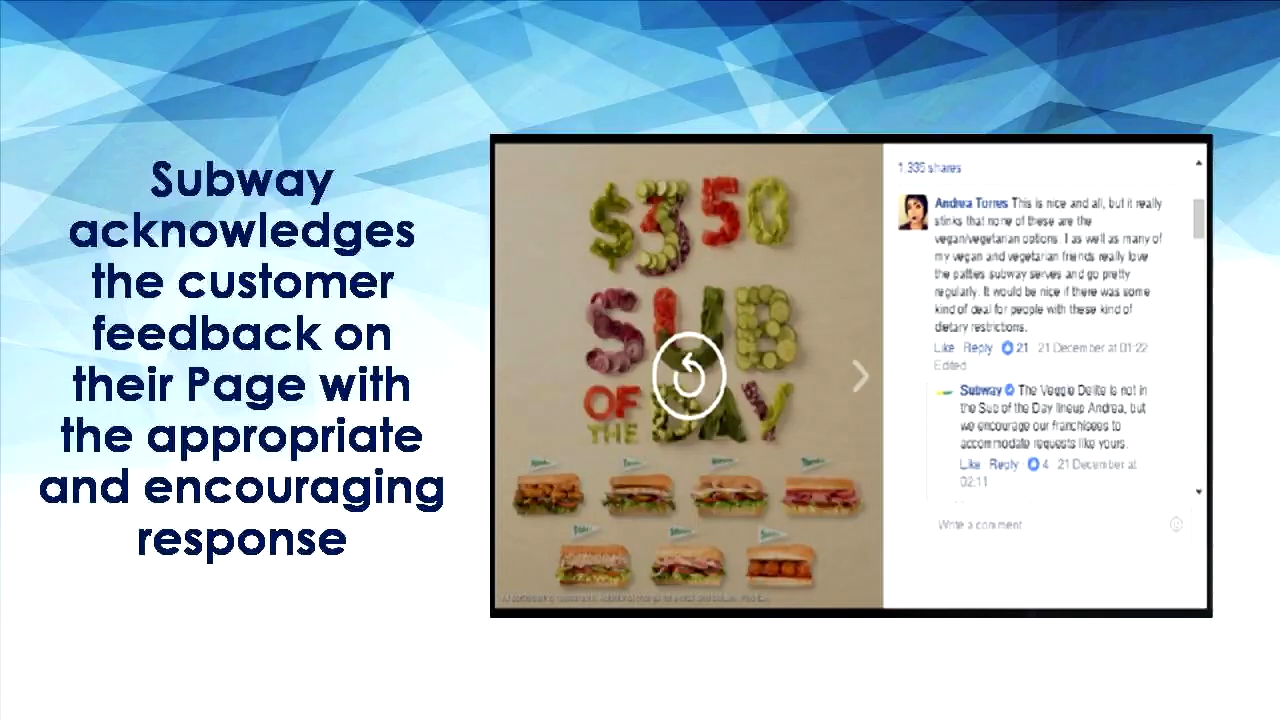 Subway
acknowledges
the customer
feedback on
their Page with
the appropriate
and encouraging
response
$3.50
SUB
OF
THE DAY
1,335 shares
Andrea Torres This is nice and all, but it really
stinks that none of these are the
vegan/vegetarian options. I as well as many of
my vegan and vegetarian friends really love
the patties subway serves and go pretty
regularly. It would be nice if there was some
kind of deal for people with these kind of
dietary restrictions.
Like Reply 21 21 December at 01:22
Edited
Subway The Veggie Delite is not in
the Sub of the Day lineup Andrea, but
we encourage our franchisees to
accommodate requests like yours.
Like Reply 4 21 December at
02:11
Write a comment